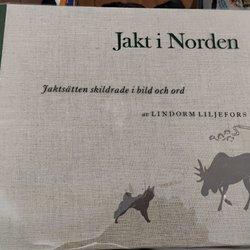 Jakt i Norden
Jaktsätten skildrade i bild och ord
AV LINDORM LILJEFORS